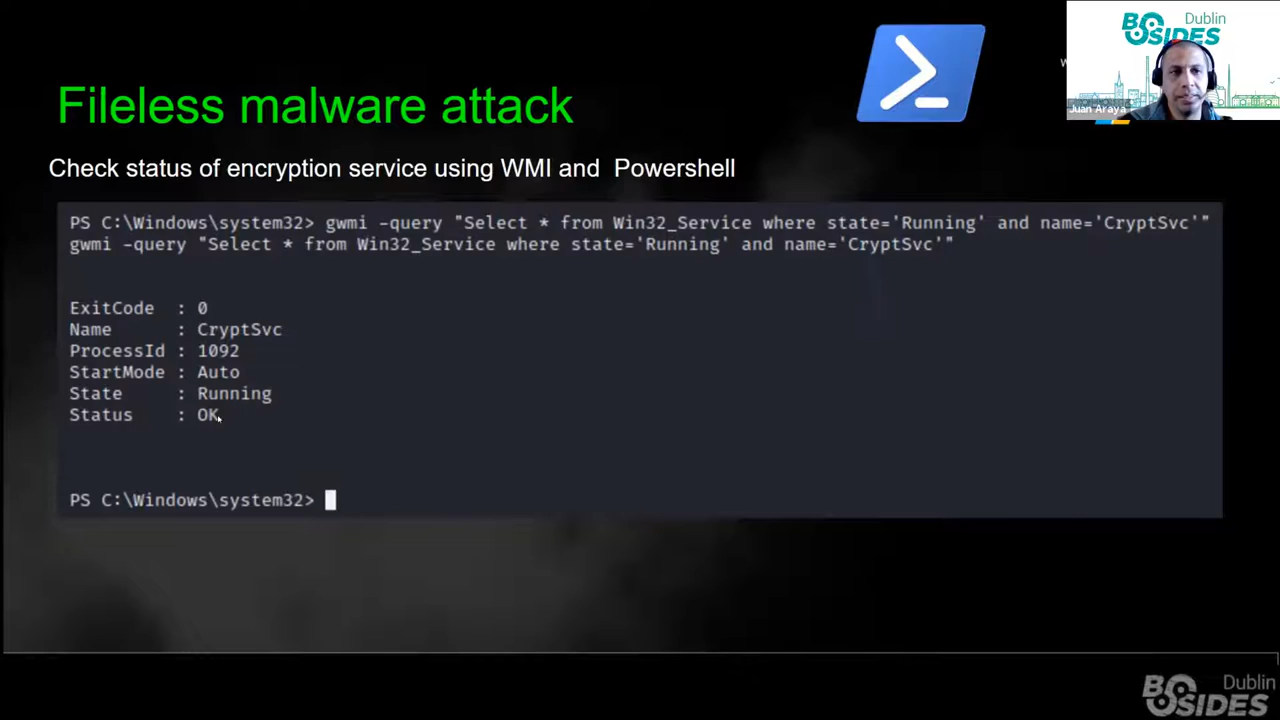 Fileless malware attack
Check status of encryption service using WMI and  Powershell
PS C:\Windows\system32> gwmi -query "Select * from Win32_Service where state='Running' and name='CryptSvc'"
gwmi -query "Select * from Win32_Service where state='Running' and name='CryptSvc'"
ExitCode  : 0
Name      : CryptSvc
ProcessId : 1092
StartMode : Auto
State     : Running
Status    : OK
PS C:\Windows\system32>
Dublin
BSIDES
Juan Araya
Dublin
BSIDES